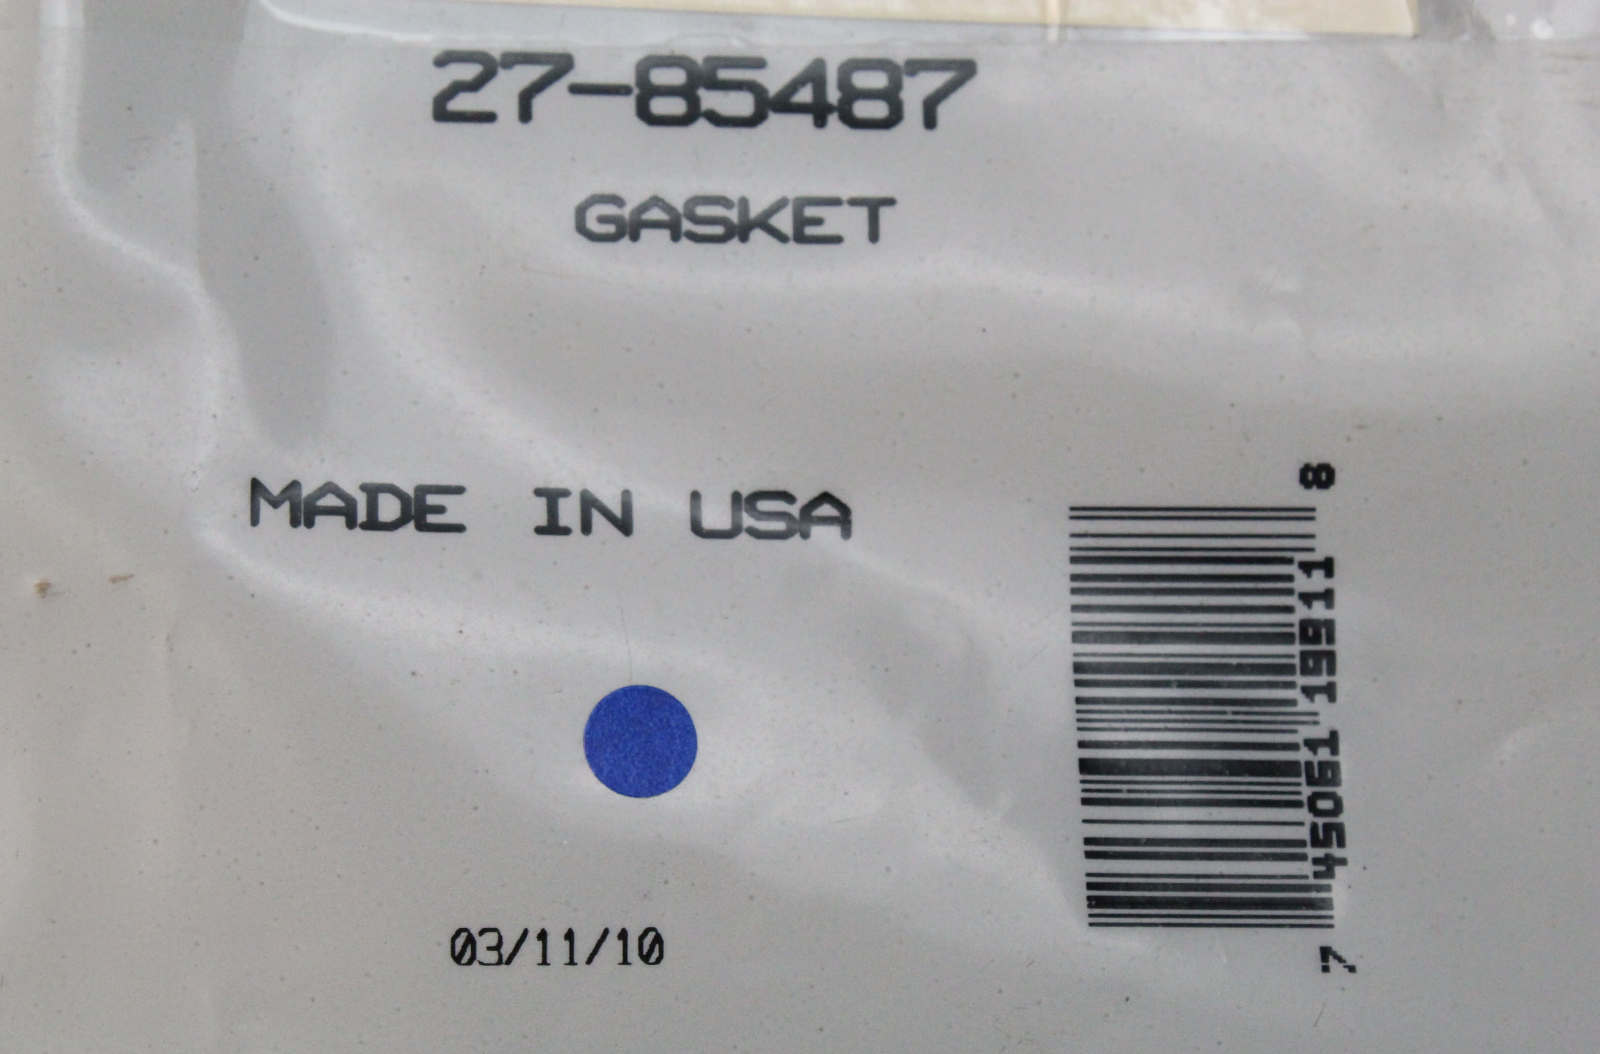 27-85487
GASKET
MADE IN USA
7 45061 19911 8
03/11/10